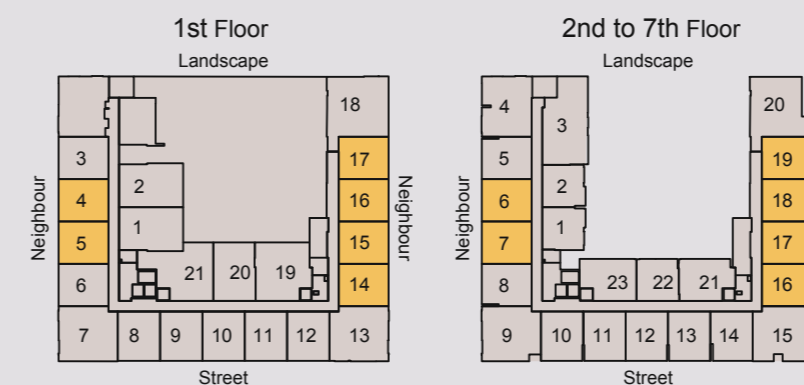 1st Floor
Landscape
18
3
17
2
4
16
1
5
15
21 20 19
6
14
7 8 9 10 11 12 13
Neighbour
Neighbour
Street
2nd to 7th Floor
Landscape
4
20
3
5
19
2
6
18
1
7
17
23 22 21
8
16
9 10 11 12 13 14 15
Neighbour
Street